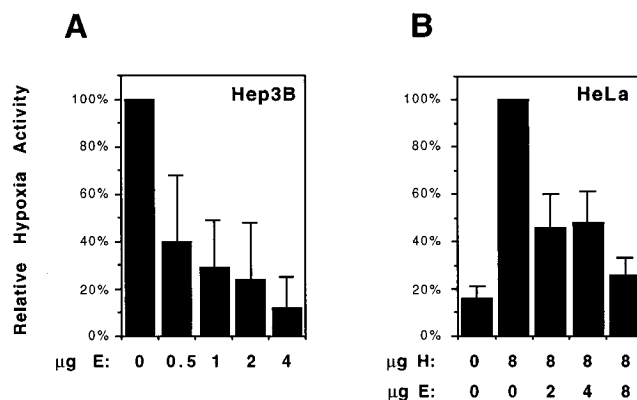 A
B
Relative Hypoxia Activity
Hep3B
100%
80%
60%
40%
20%
0%
µg E: 0 0.5 1 2 4
HeLa
100%
80%
60%
40%
20%
0%
µg H: 0 8 8 8 8
µg E: 0 0 2 4 8